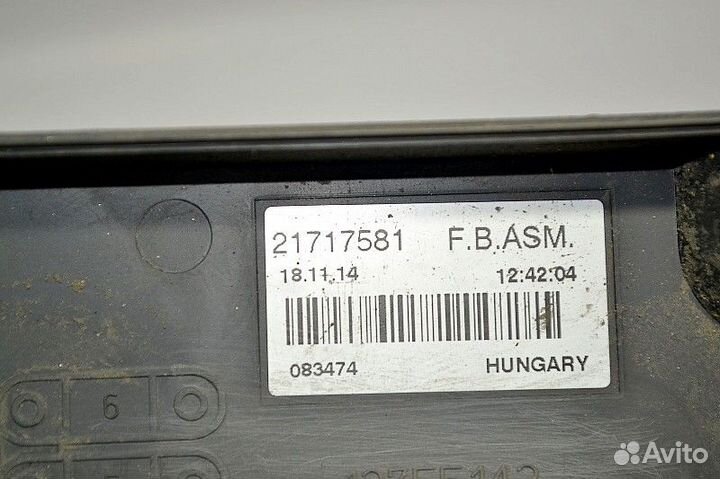 21717581 F.B.ASM.
18.11.14 12:42:04
083474 HUNGARY
6
Avito